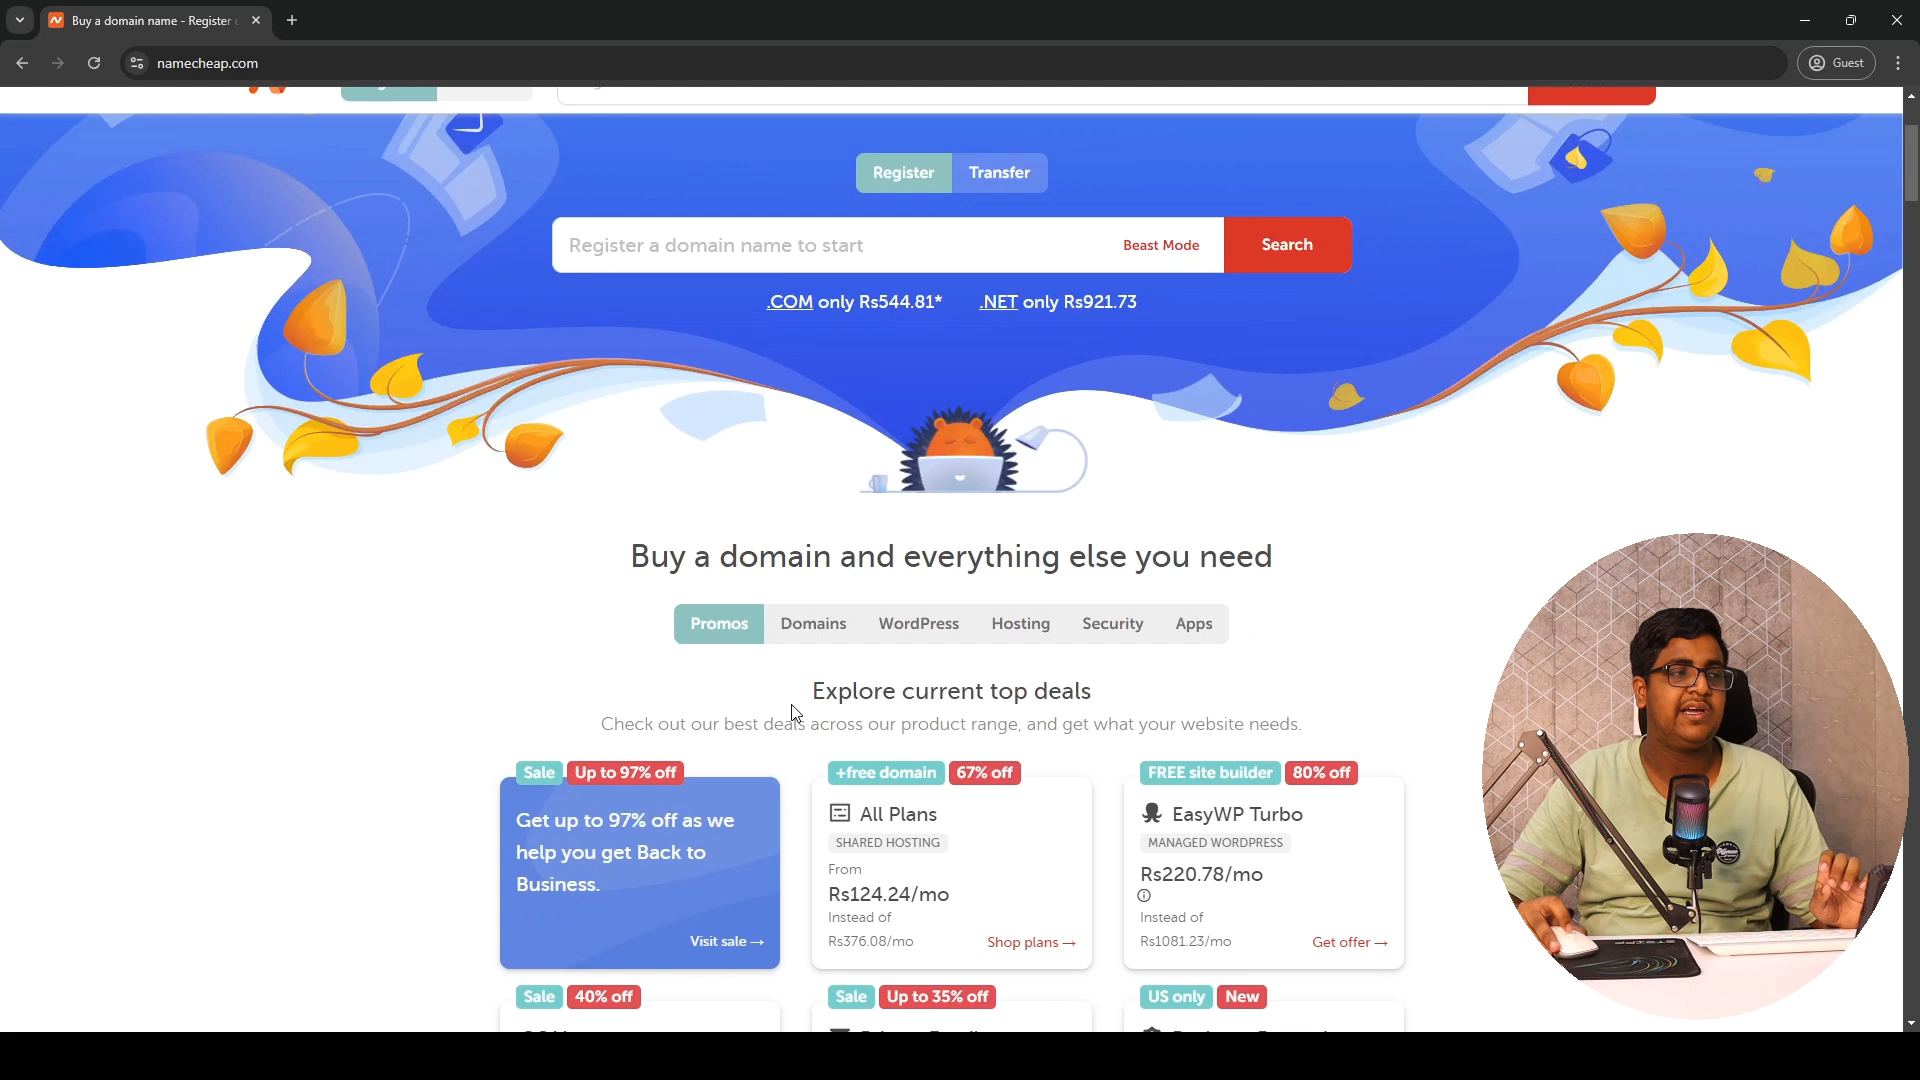 Buy a domain name - Register
namecheap.com
Guest
Register Transfer
Register a domain name to start
Beast Mode
Search
.COM only Rs544.81*
.NET only Rs921.73
Buy a domain and everything else you need
Promos Domains WordPress Hosting Security Apps
Explore current top deals
Check out our best deals across our product range, and get what your website needs.
Sale Up to 97% off
Get up to 97% off as we
help you get Back to
Business.
Visit sale →
+free domain 67% off
All Plans
SHARED HOSTING
From
Rs124.24/mo
Instead of
Rs376.08/mo
Shop plans →
FREE site builder 80% off
EasyWP Turbo
MANAGED WORDPRESS
Rs220.78/mo
Instead of
Rs1081.23/mo
Get offer →
Sale 40% off
Sale Up to 35% off
US only New